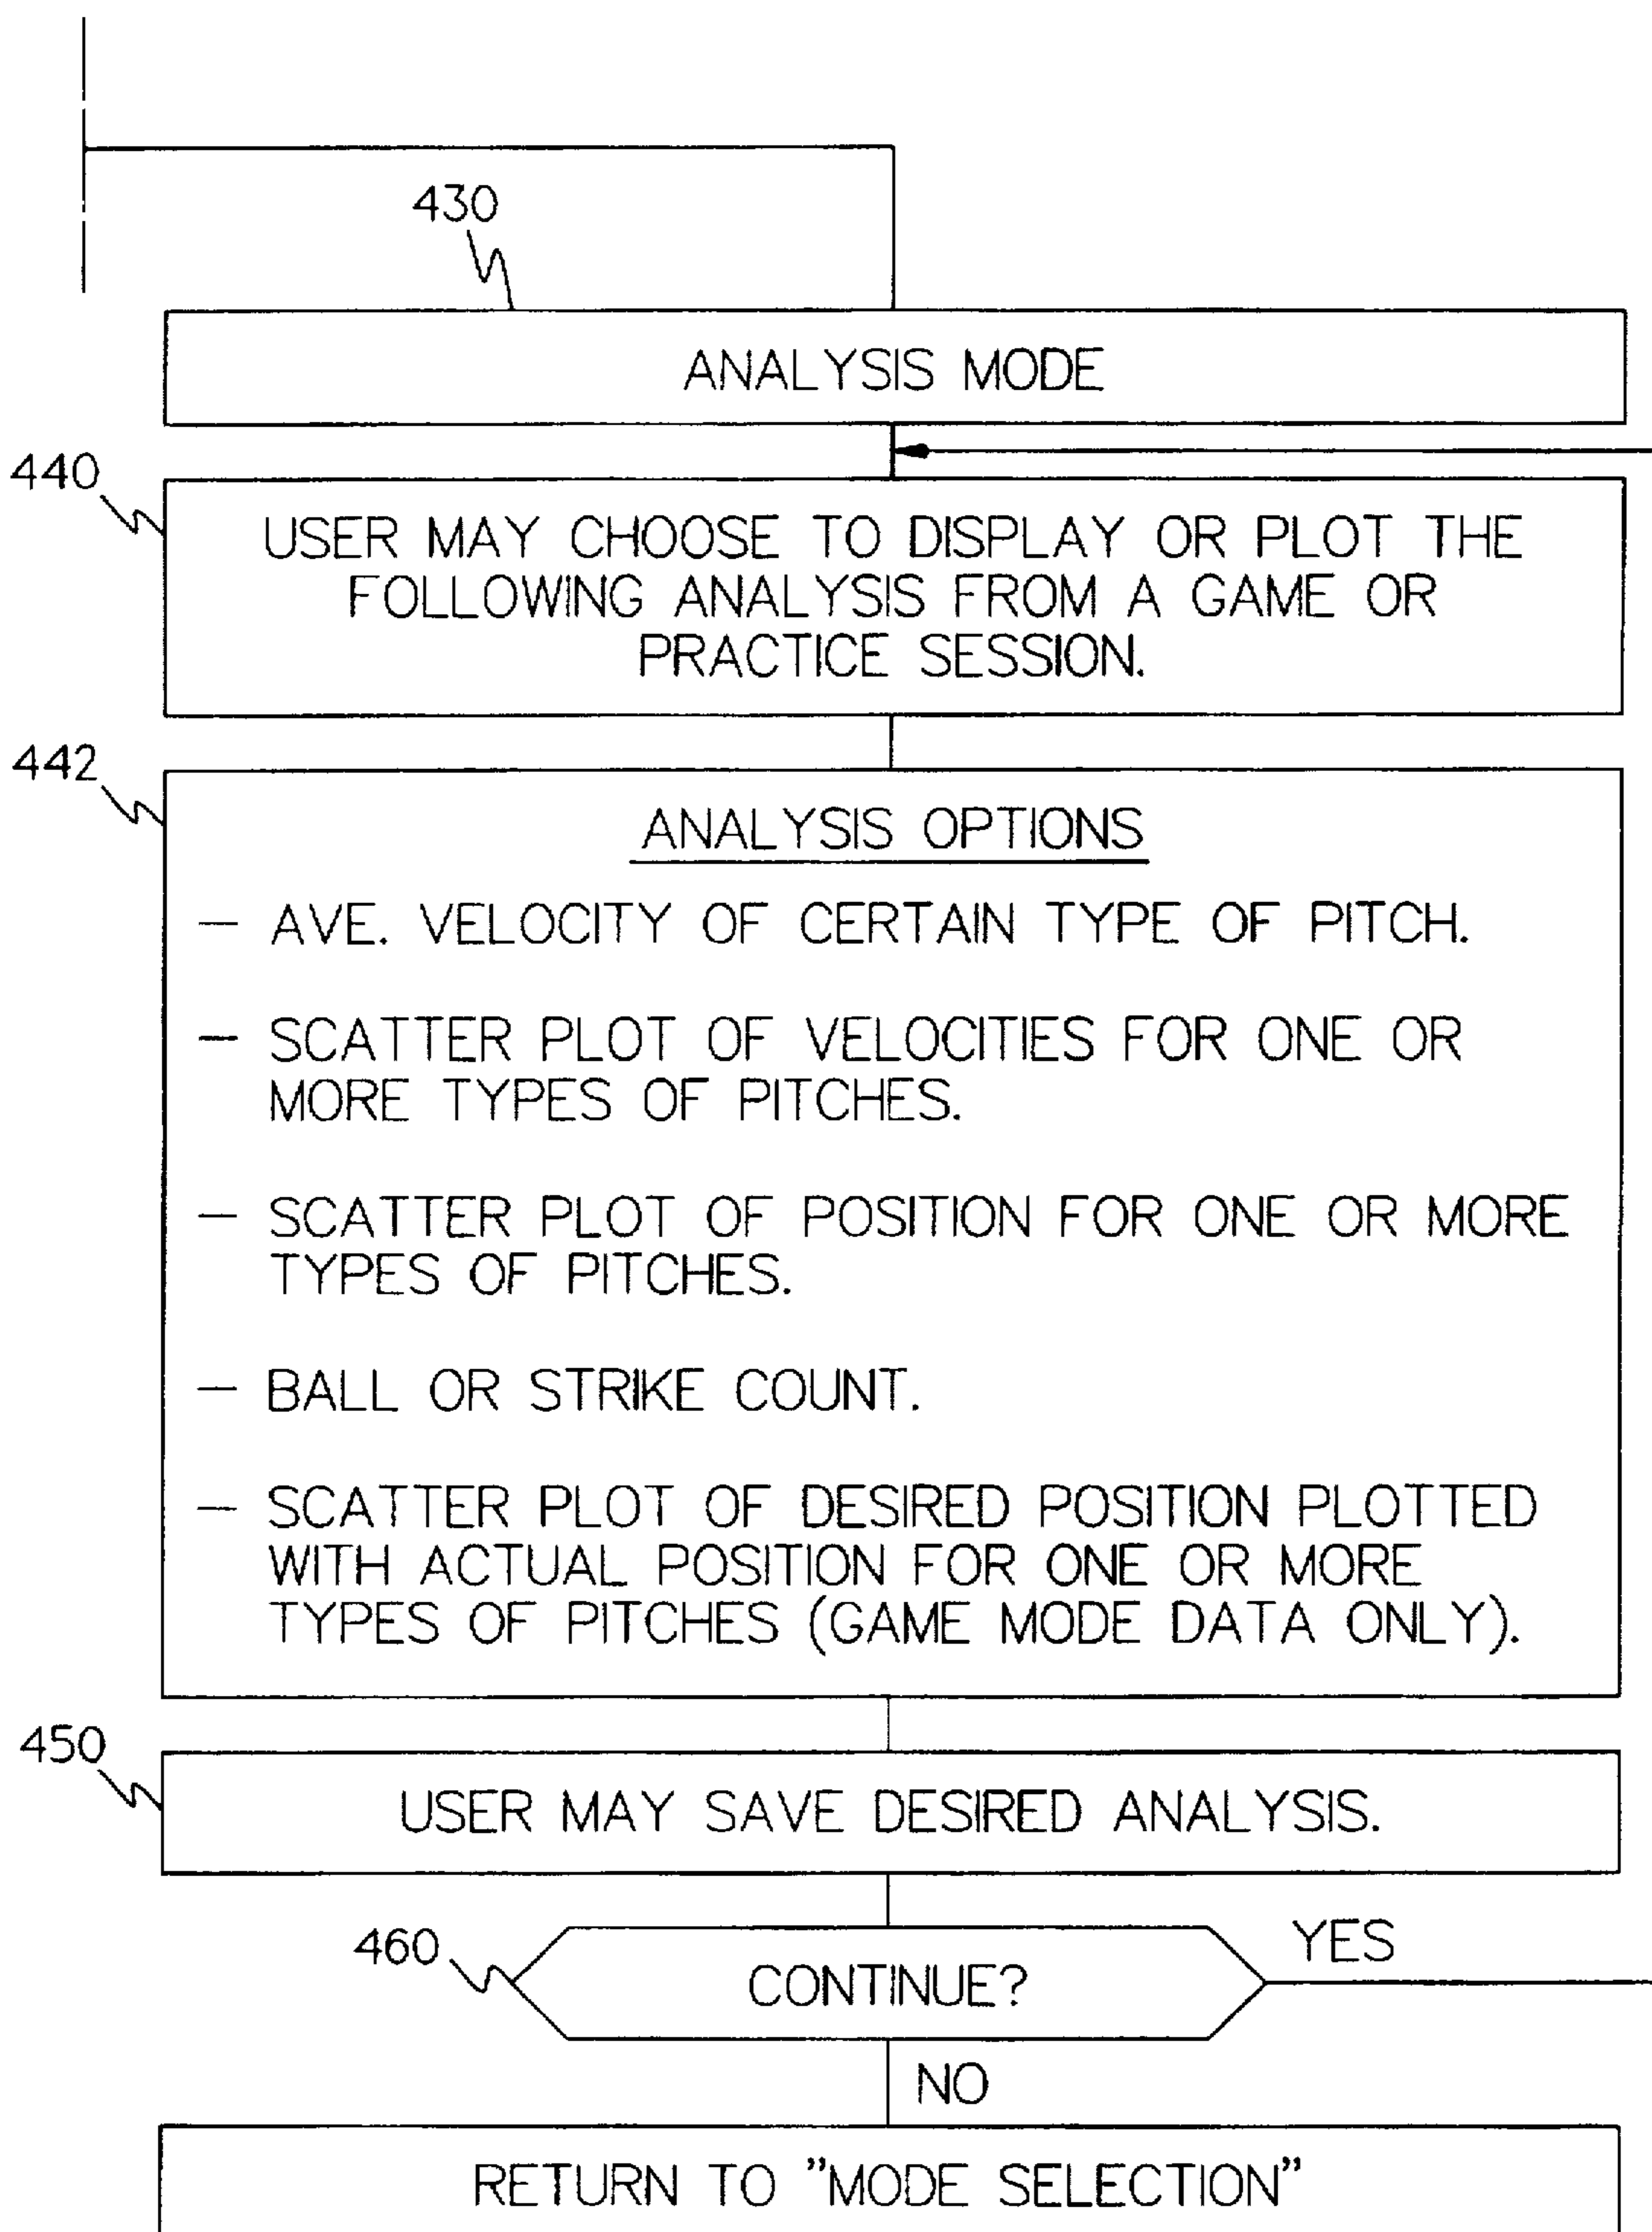 430
ANALYSIS MODE
440
USER MAY CHOOSE TO DISPLAY OR PLOT THE
FOLLOWING ANALYSIS FROM A GAME OR
PRACTICE SESSION.
442
ANALYSIS OPTIONS
— AVE. VELOCITY OF CERTAIN TYPE OF PITCH.
— SCATTER PLOT OF VELOCITIES FOR ONE OR
MORE TYPES OF PITCHES.
— SCATTER PLOT OF POSITION FOR ONE OR MORE
TYPES OF PITCHES.
— BALL OR STRIKE COUNT.
— SCATTER PLOT OF DESIRED POSITION PLOTTED
WITH ACTUAL POSITION FOR ONE OR MORE
TYPES OF PITCHES (GAME MODE DATA ONLY).
450
USER MAY SAVE DESIRED ANALYSIS.
460
CONTINUE?
YES
NO
RETURN TO "MODE SELECTION"